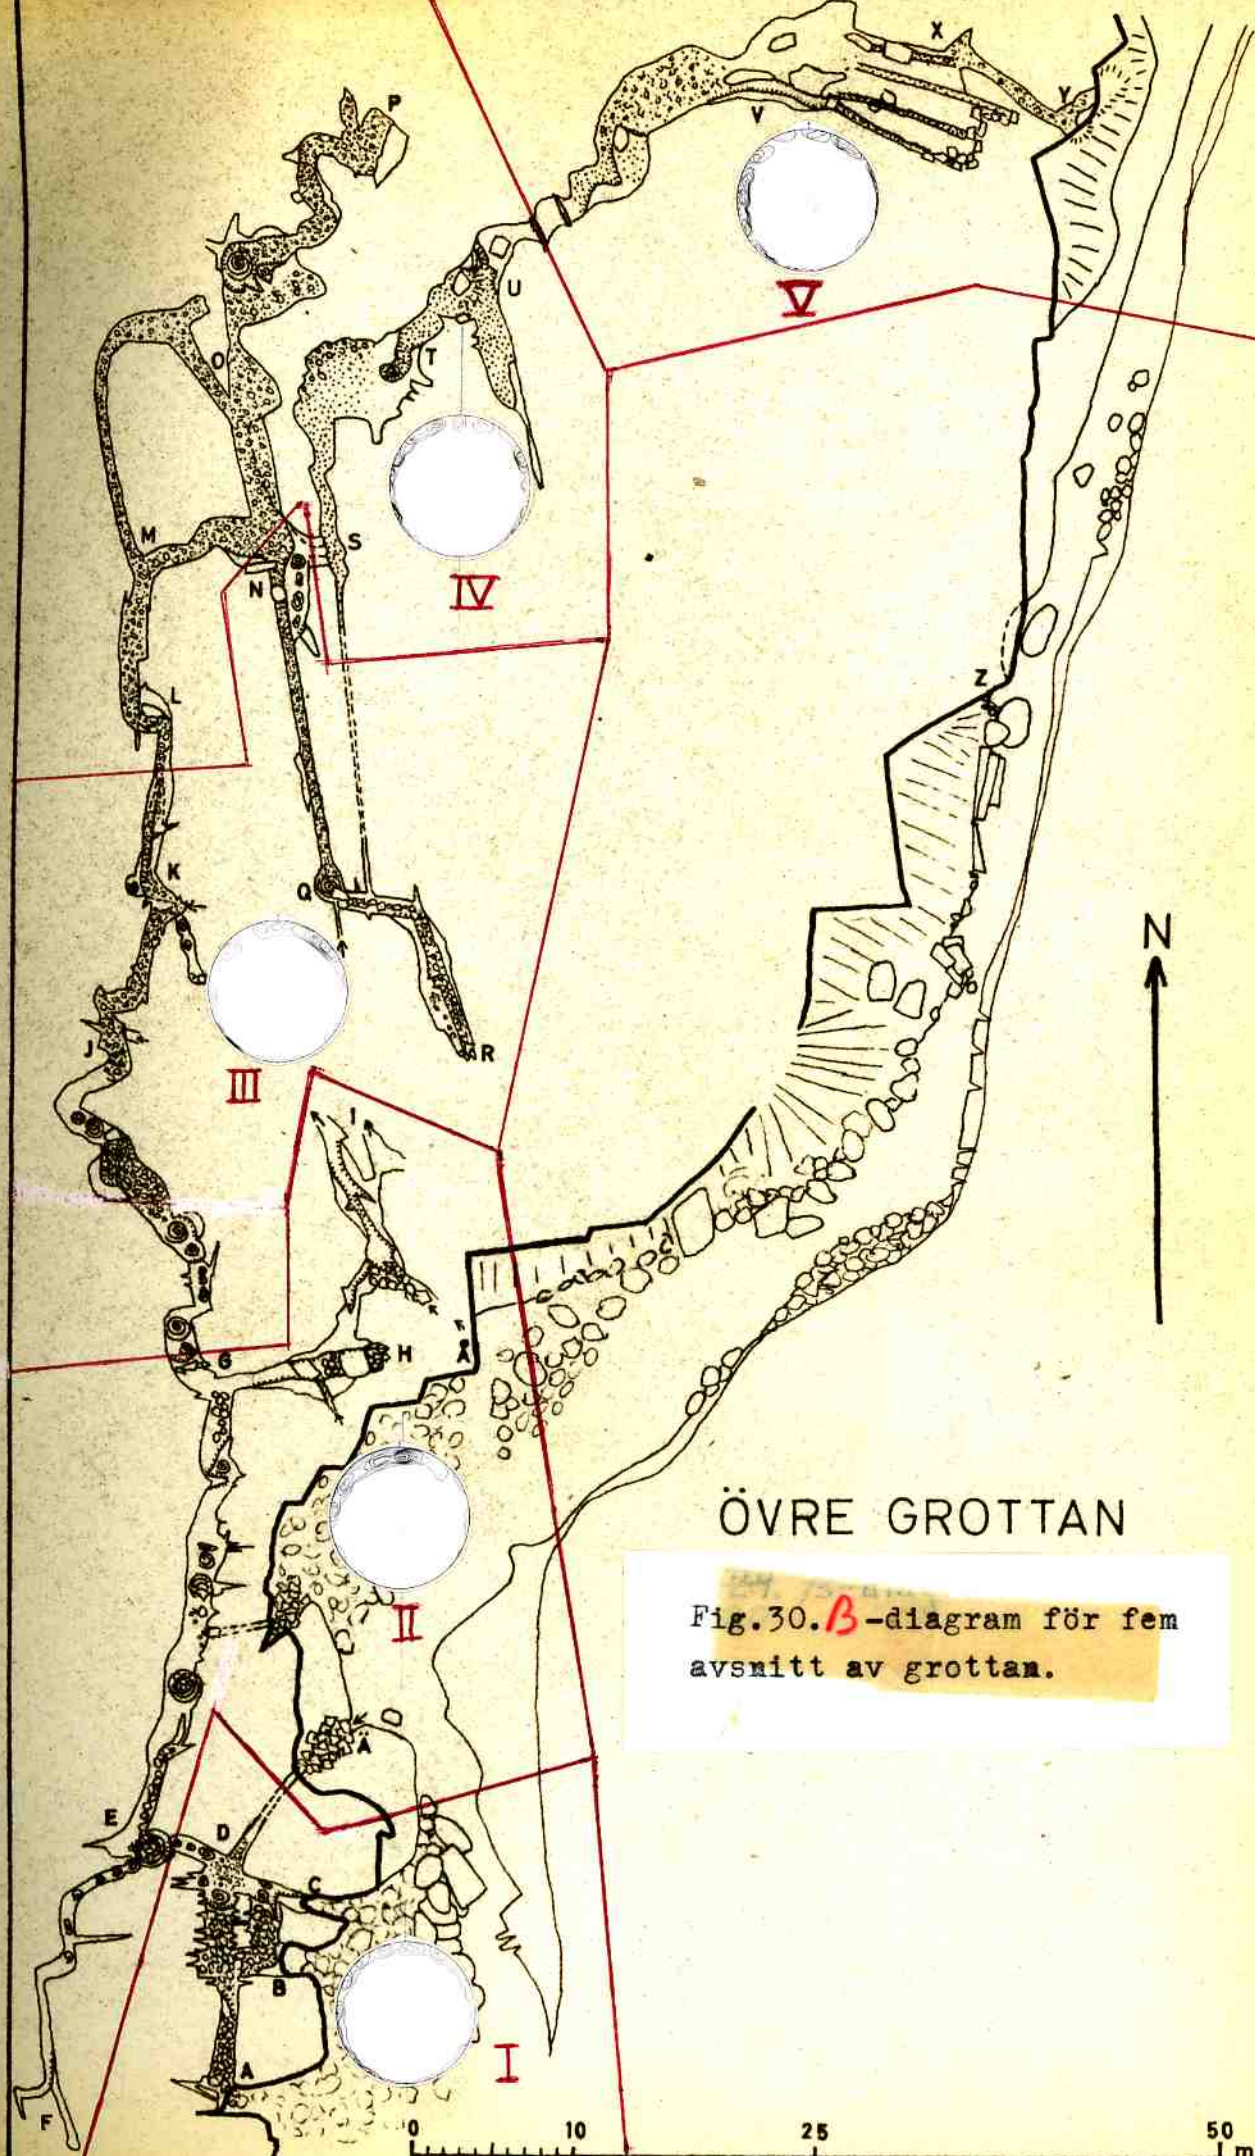 X
P
Y
V
V
U
O
T
M
S
IV
N
L
Z
K
Q
N
J
R
III
I
Å
G
H
ÖVRE GROTTAN
Fig.30.β-diagram för fem
avsnitt av grottan.
II
Ä
E
D
C
B
I
A
F
0 10 25 50 m